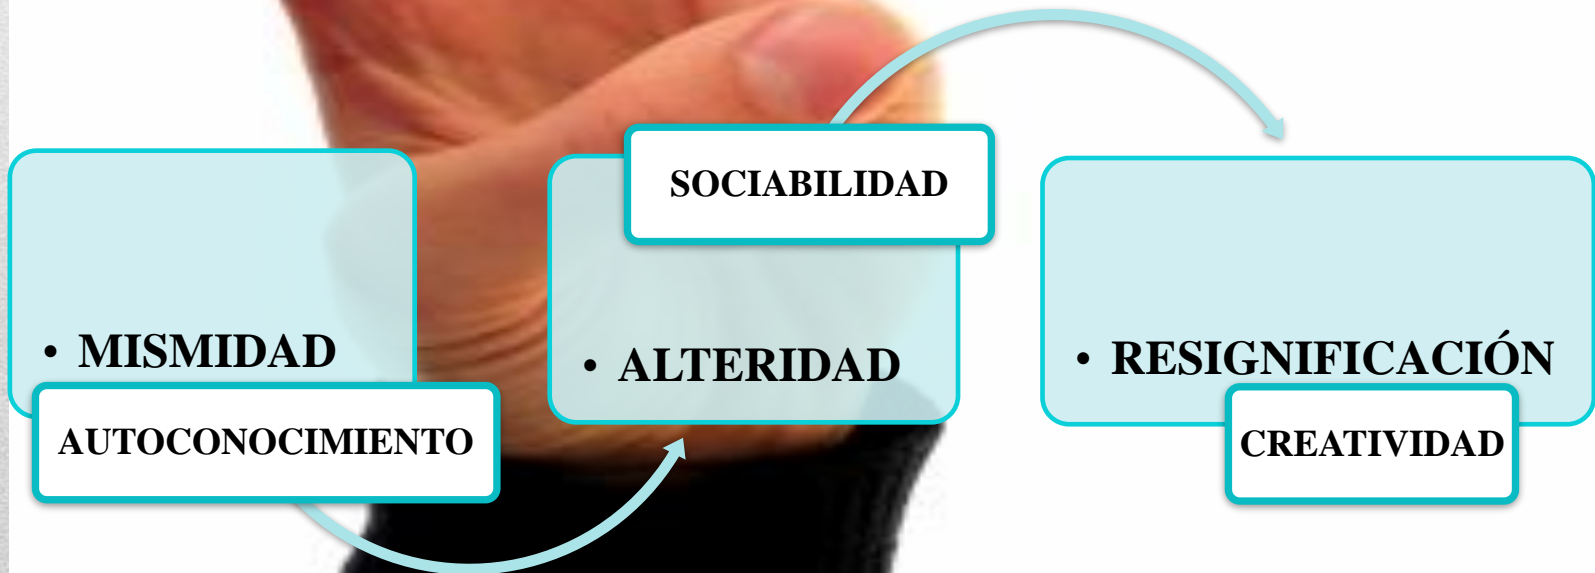 • MISMIDAD
AUTOCONOCIMIENTO
SOCIABILIDAD
• ALTERIDAD
• RESIGNIFICACIÓN
CREATIVIDAD